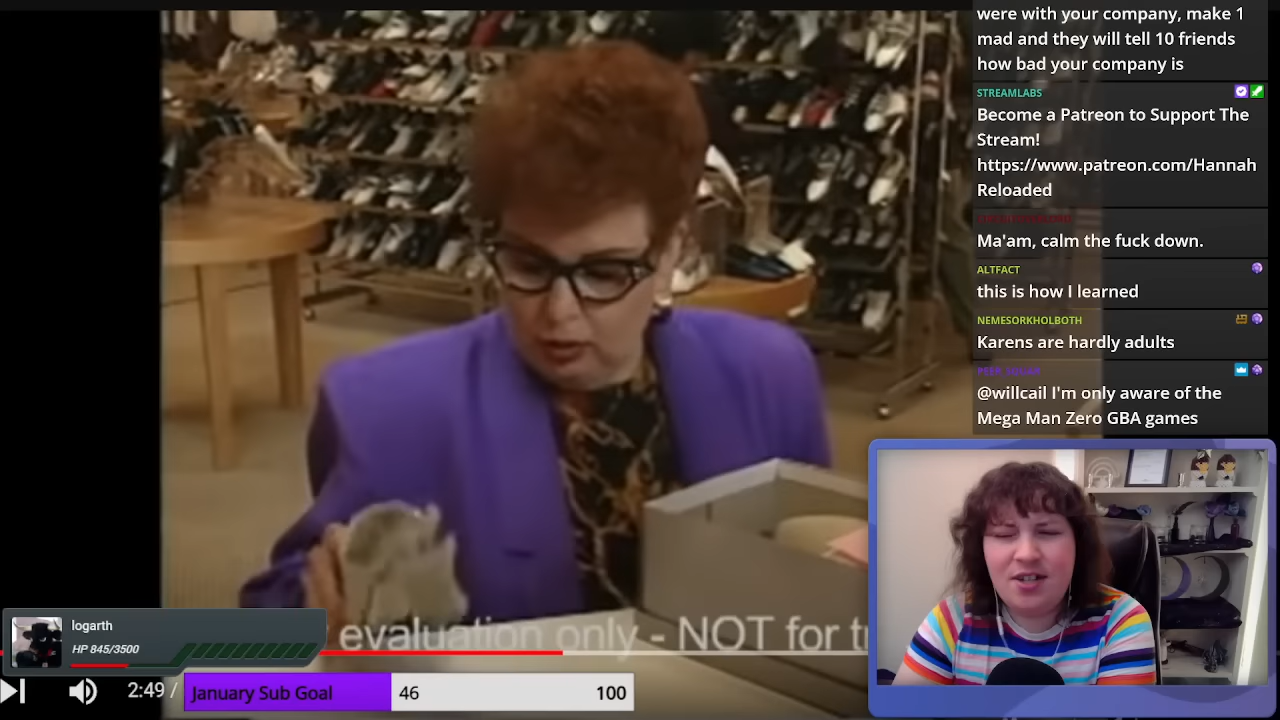 were with your company, make 1
mad and they will tell 10 friends
how bad your company is
STREAMLABS
Become a Patreon to Support The
Stream!
https://www.patreon.com/Hannah
Reloaded
Ma'am, calm the fuck down.
ALTFACT
this is how I learned
NEMESORKHOLBOTH
Karens are hardly adults
@willcail I'm only aware of the
Mega Man Zero GBA games
evaluation only - NOT for
logarth
HP 845/3500
2:49 /
January Sub Goal
46
100